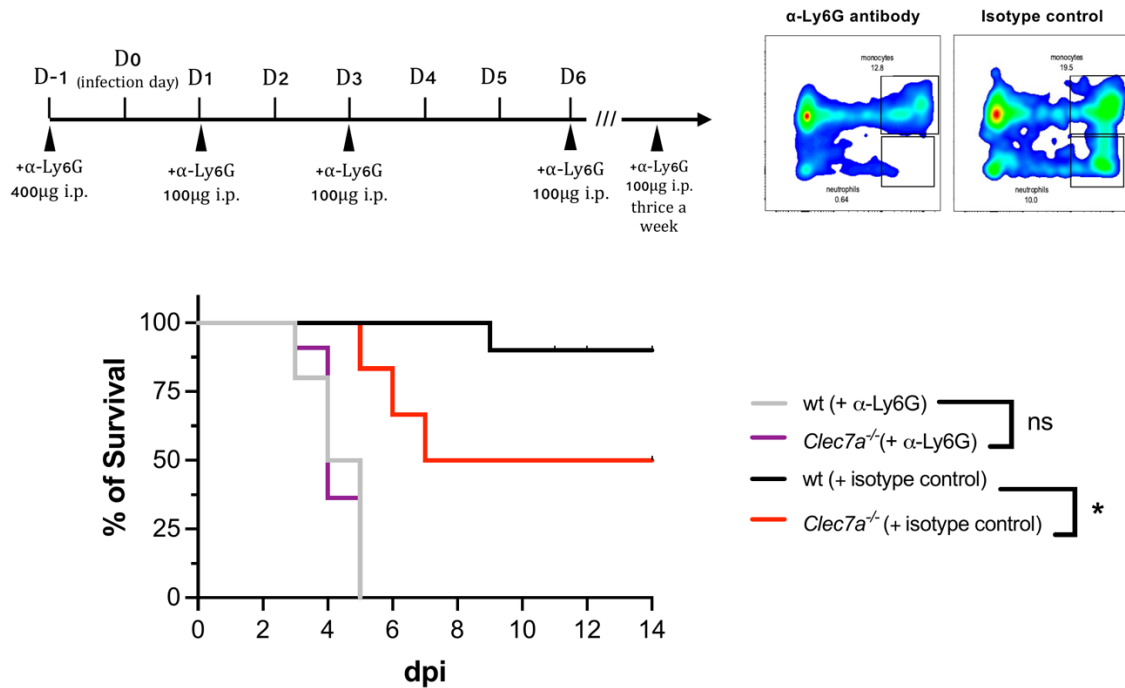 α-Ly6G antibody
Isotype control
D-1
D0
(infection day)
D1
D2
D3
D4
D5
D6
///
+α-Ly6G
400µg i.p.
+α-Ly6G
100µg i.p.
+α-Ly6G
100µg i.p.
+α-Ly6G
100µg i.p.
+α-Ly6G
100µg i.p.
thrice a
week
monocytes
12.8
neutrophils
0.64
monocytes
19.5
neutrophils
10.0
% of Survival
100
75
50
25
0
0 2 4 6 8 10 12 14
dpi
wt (+ α-Ly6G)
Clec7a-/-(+ α-Ly6G)
ns
wt (+ isotype control)
Clec7a-/- (+ isotype control)
*